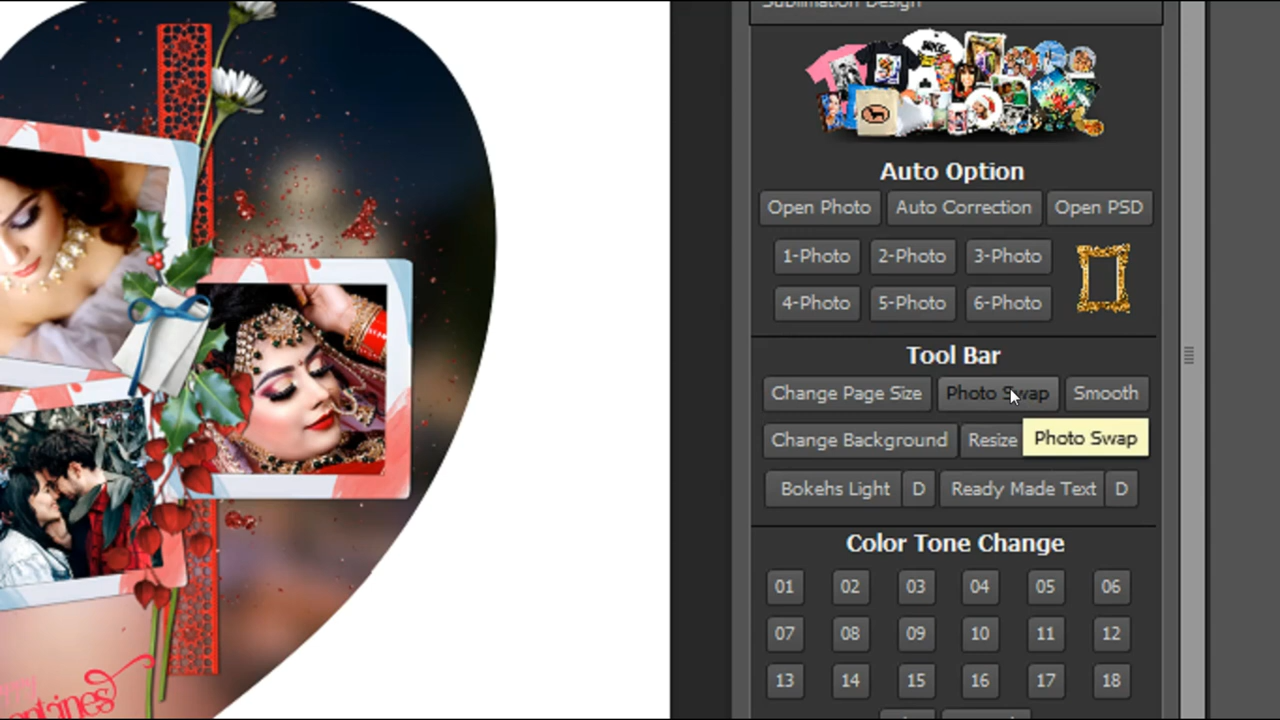 Sublimation Design
Auto Option
Open Photo Auto Correction Open PSD
1-Photo 2-Photo 3-Photo
4-Photo 5-Photo 6-Photo
Tool Bar
Change Page Size Photo Swap Smooth
Change Background Resize Photo Swap
Bokehs Light D Ready Made Text D
Color Tone Change
01 02 03 04 05 06
07 08 09 10 11 12
13 14 15 16 17 18